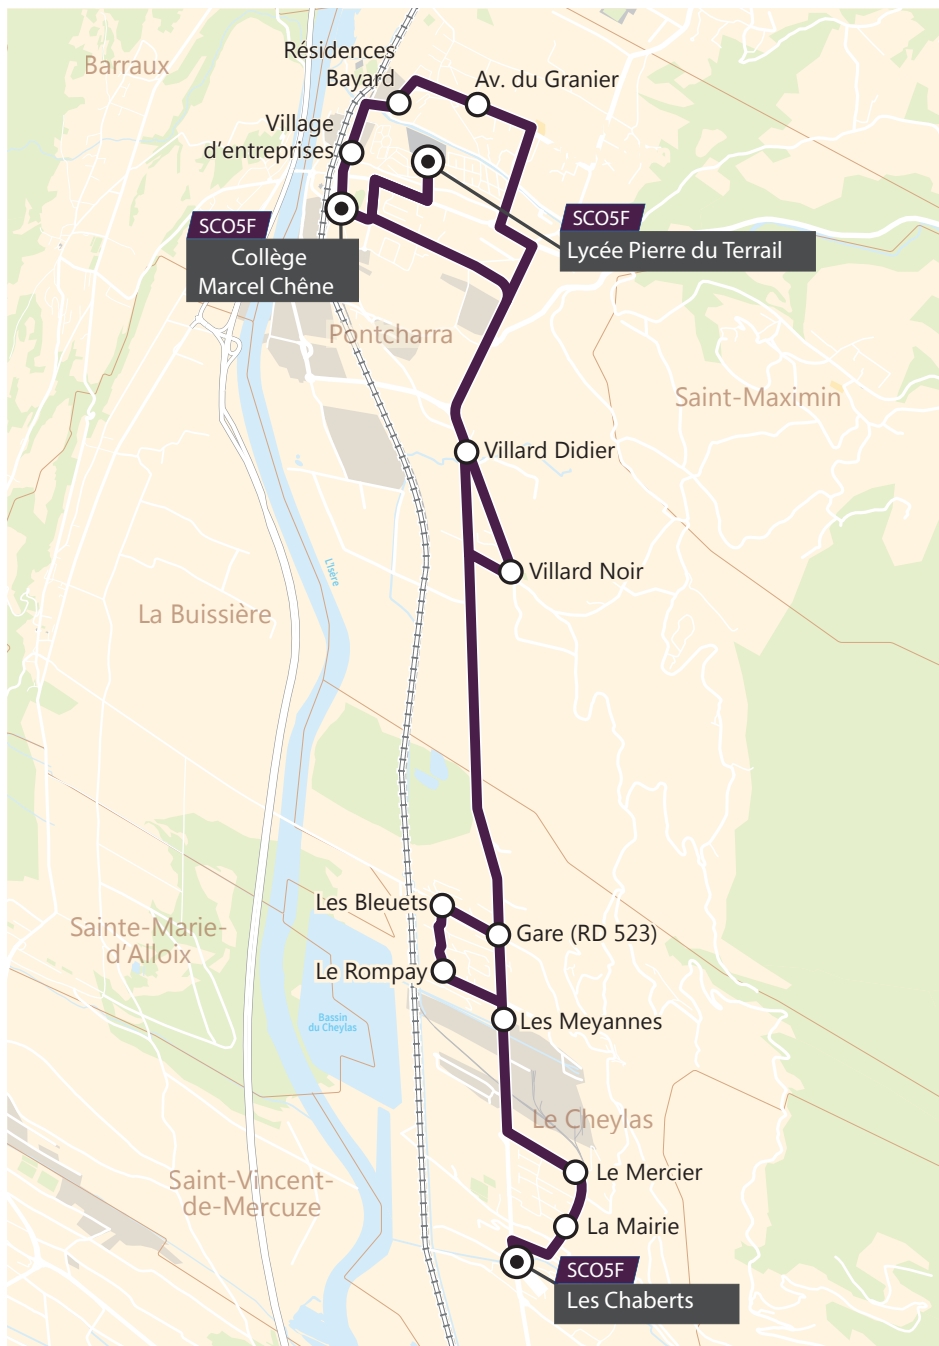 Résidences
Bayard
Barraux
Av. du Granier
Village
d'entreprises
SCO5F
Collège
Marcel Chêne
SCO5F
Lycée Pierre du Terrail
Pontcharra
Saint-Maximin
Villard Didier
Villard Noir
L'Isère
La Buissière
Les Bleuets
Gare (RD 523)
Sainte-Marie-
d'Alloix
Le Rompay
Bassin
du Cheylas
Les Meyannes
Le Cheylas
Le Mercier
Saint-Vincent-
de-Mercuze
La Mairie
SCO5F
Les Chaberts